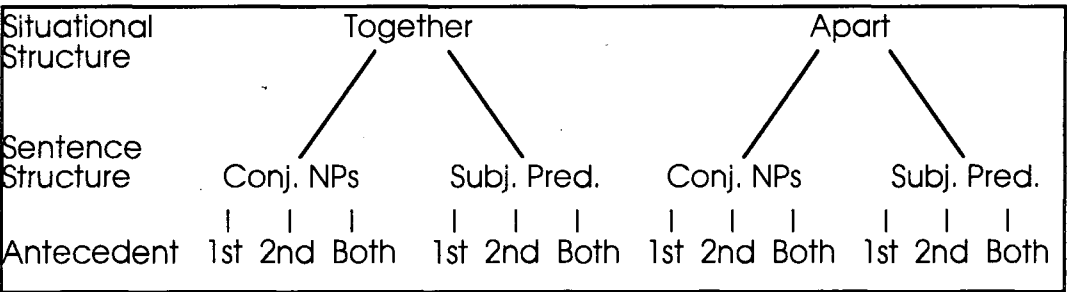 Situational Together Apart
Structure
Sentence
Structure Conj. NPs Subj. Pred. Conj. NPs Subj. Pred.
Antecedent 1st 2nd Both 1st 2nd Both 1st 2nd Both 1st 2nd Both